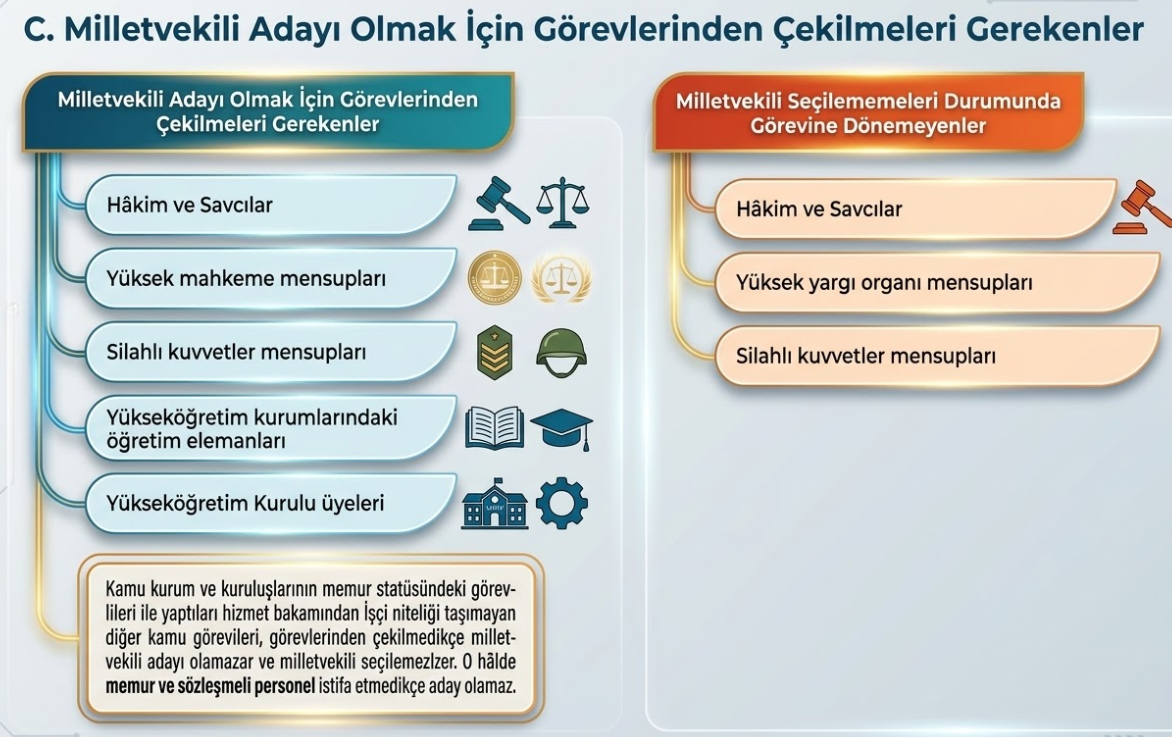 C. Milletvekili Adayı Olmak İçin Görevlerinden Çekilmeleri Gerekenler
Milletvekili Adayı Olmak İçin Görevlerinden
Çekilmeleri Gerekenler
Hâkim ve Savcılar
Yüksek mahkeme mensupları
Silahlı kuvvetler mensupları
Yükseköğretim kurumlarındaki
öğretim elemanları
Yükseköğretim Kurulu üyeleri
Kamu kurum ve kuruluşlarının memur statüsündeki görev-
lileri ile yaptıları hizmet bakamından İşçi niteliği taşımayan
diğer kamu görevileri, görevlerinden çekilmedikçe millet-
vekili adayı olamazar ve milletvekili seçilemezlzer. O hâlde
memur ve sözleşmeli personel istifa etmedikçe aday olamaz.
Milletvekili Seçilememeleri Durumunda
Görevine Dönemeyenler
Hâkim ve Savcılar
Yüksek yargı organı mensupları
Silahlı kuvvetler mensupları